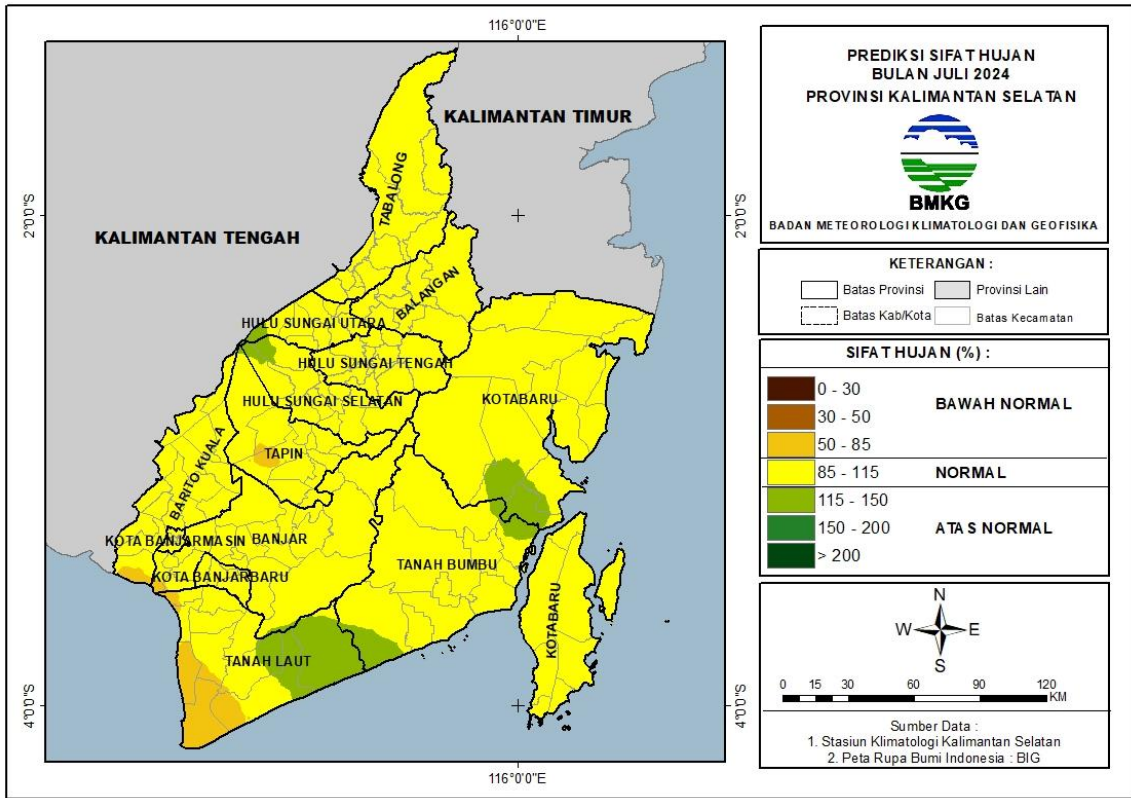 116°0'0"E
2°0'0"S
4°0'0"S
KALIMANTAN TIMUR
KALIMANTAN TENGAH
TABALONG
BALANGAN
HULU SUNGAI UTARA
HULU SUNGAI TENGAH
HULU SUNGAI SELATAN
KOTABARU
TAPIN
BARITO KUALA
KOTA BANJARMASIN
BANJAR
KOTA BANJARBARU
TANAH BUMBU
TANAH LAUT
KOTABARU
2°0'0"S
4°0'0"S
116°0'0"E
PREDIKSI SIFAT HUJAN
BULAN JULI 2024
PROVINSI KALIMANTAN SELATAN
BMKG
BADAN METEOROLOGI KLIMATOLOGI DAN GEOFISIKA
KETERANGAN :
Batas Provinsi
Provinsi Lain
Batas Kab/Kota
Batas Kecamatan
SIFAT HUJAN (%) :
0 - 30
30 - 50
50 - 85
BAWAH NORMAL
85 - 115
NORMAL
115 - 150
150 - 200
> 200
ATAS NORMAL
N
W
E
S
0 15 30 60 90 120
KM
Sumber Data :
1. Stasiun Klimatologi Kalimantan Selatan
2. Peta Rupa Bumi Indonesia : BIG